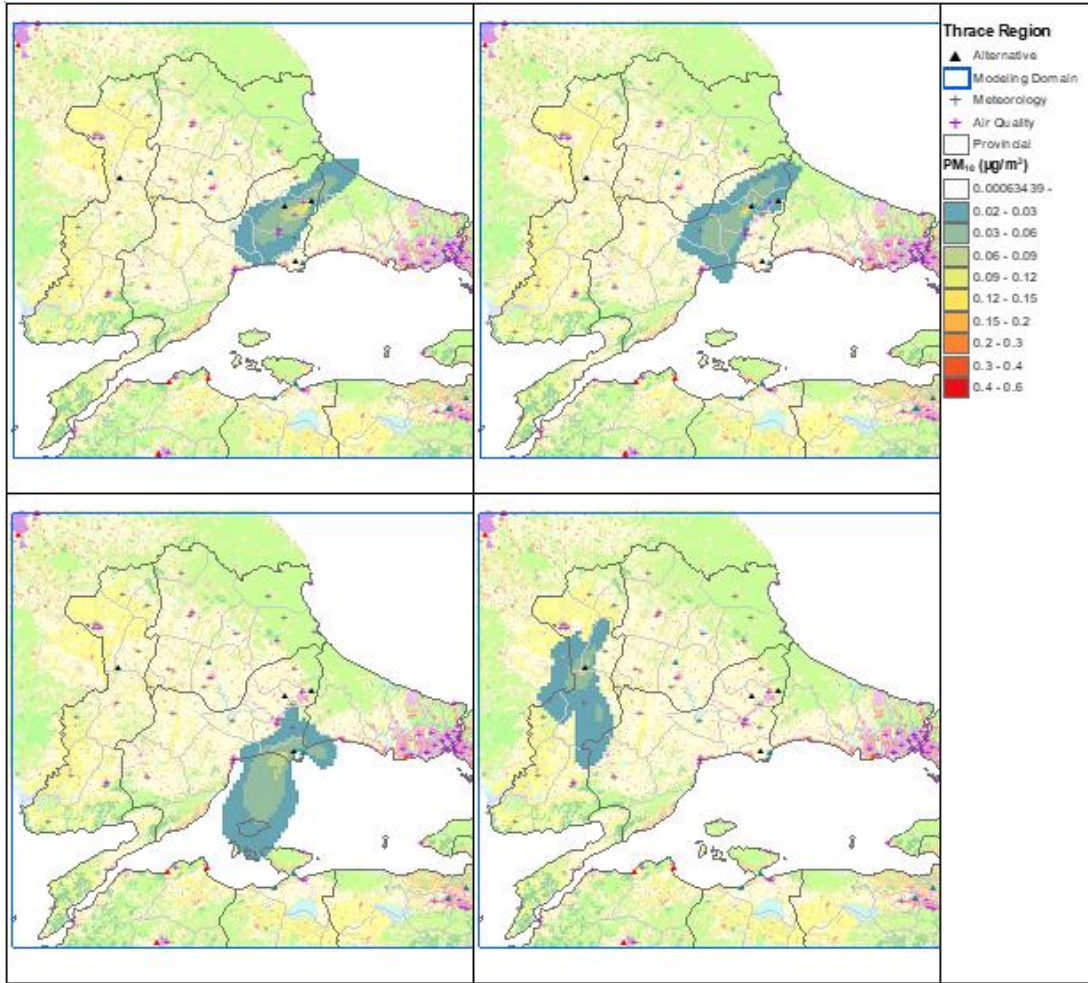 Thrace Region
Alternative
Modeling Domain
Meteorology
Air Quality
Provincial
PM₁₀ (µg/m³)
0.00063439 -
0.02 - 0.03
0.03 - 0.06
0.06 - 0.09
0.09 - 0.12
0.12 - 0.15
0.15 - 0.2
0.2 - 0.3
0.3 - 0.4
0.4 - 0.6